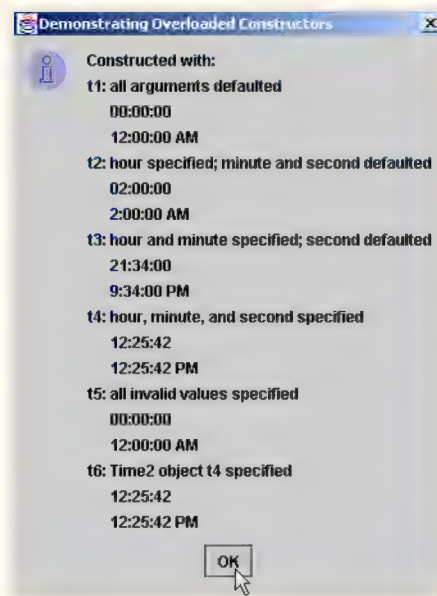 Demonstrating Overloaded Constructors
Constructed with:
t1: all arguments defaulted
00:00:00
12:00:00 AM
t2: hour specified; minute and second defaulted
02:00:00
2:00:00 AM
t3: hour and minute specified; second defaulted
21:34:00
9:34:00 PM
t4: hour, minute, and second specified
12:25:42
12:25:42 PM
t5: all invalid values specified
00:00:00
12:00:00 AM
t6: Time2 object t4 specified
12:25:42
12:25:42 PM
OK